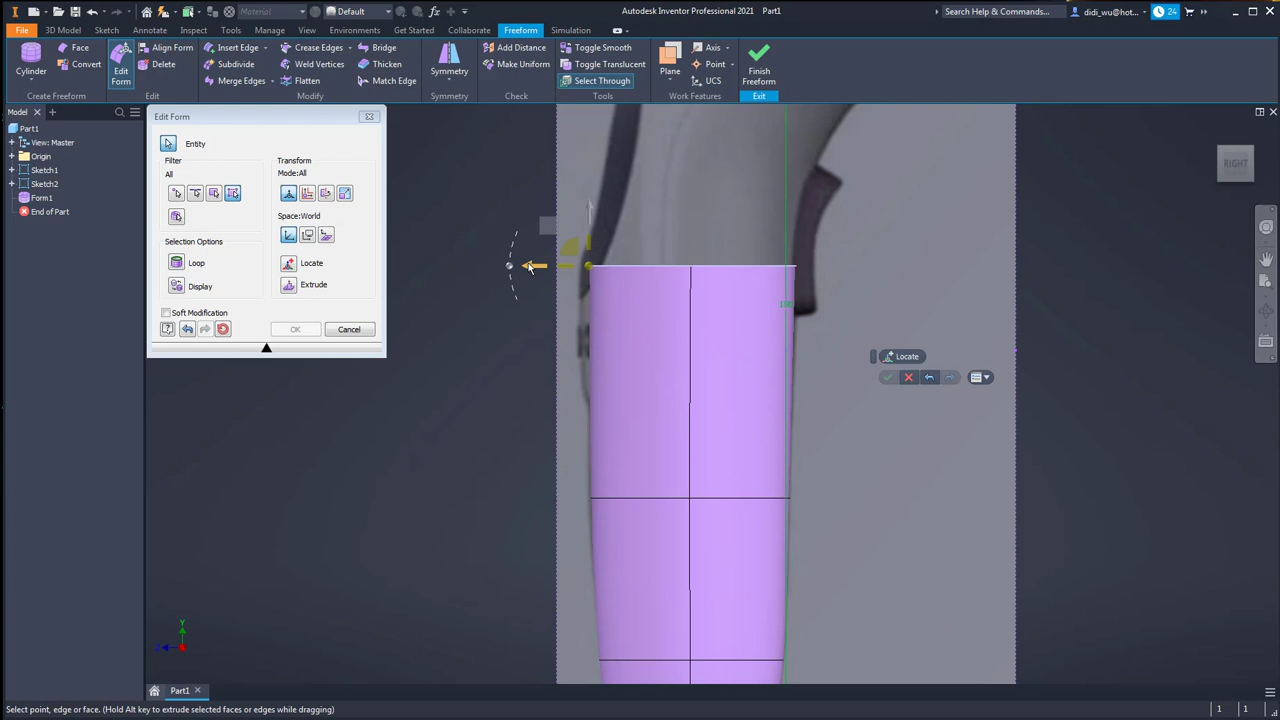 Material
Default
Autodesk Inventor Professional 2021 Part1
Search Help & Commands...
didi_wu@hot...
24
File
3D Model
Sketch
Annotate
Inspect
Tools
Manage
View
Environments
Get Started
Collaborate
Freeform
Simulation
Cylinder
Face
Convert
Edit Form
Align Form
Delete
Insert Edge
Subdivide
Merge Edges
Crease Edges
Weld Vertices
Flatten
Bridge
Thicken
Match Edge
Symmetry
Add Distance
Make Uniform
Toggle Smooth
Toggle Translucent
Select Through
Plane
Axis
Point
UCS
Finish Freeform
Create Freeform
Edit
Modify
Symmetry
Check
Tools
Work Features
Exit
Model
Part1
View: Master
Origin
Sketch1
Sketch2
Form1
End of Part
Edit Form
Entity
Filter
All
Selection Options
Loop
Display
Transform
Mode:All
Space:World
Locate
Extrude
Soft Modification
OK
Cancel
RIGHT
Locate
Y
Z
Part1
Select point, edge or face. (Hold Alt key to extrude selected faces or edges while dragging)
1 1